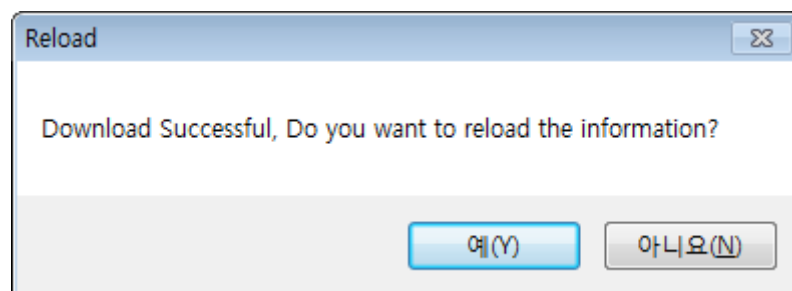 Reload
Download Successful, Do you want to reload the information?
예(Y) 아니요(N)